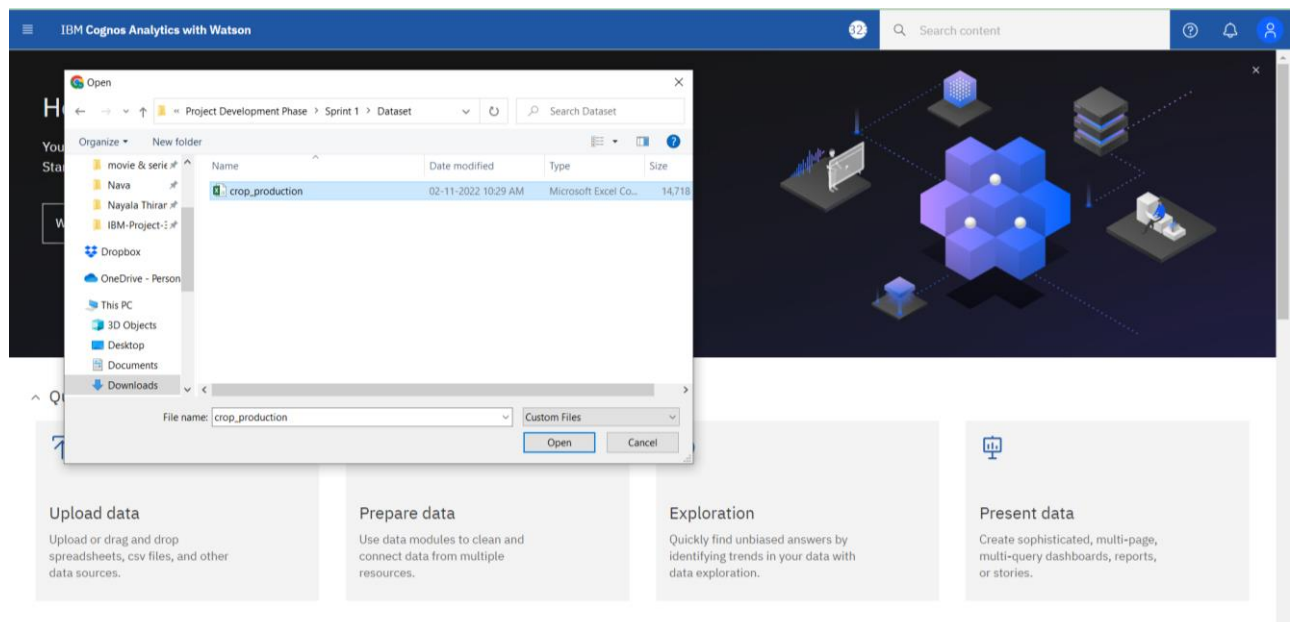 IBM Cognos Analytics with Watson
Search content
Open
« Project Development Phase > Sprint 1 > Dataset
Search Dataset
Organize
New folder
movie & serie
Nava
Nayala Thirar
IBM-Project-
Dropbox
OneDrive - Person
This PC
3D Objects
Desktop
Documents
Downloads
Name Date modified Type Size
crop_production 02-11-2022 10:29 AM Microsoft Excel Co... 14,718
File name: crop_production
Custom Files
Open Cancel
Upload data
Upload or drag and drop
spreadsheets, csv files, and other
data sources.
Prepare data
Use data modules to clean and
connect data from multiple
resources.
Exploration
Quickly find unbiased answers by
identifying trends in your data with
data exploration.
Present data
Create sophisticated, multi-page,
multi-query dashboards, reports,
or stories.